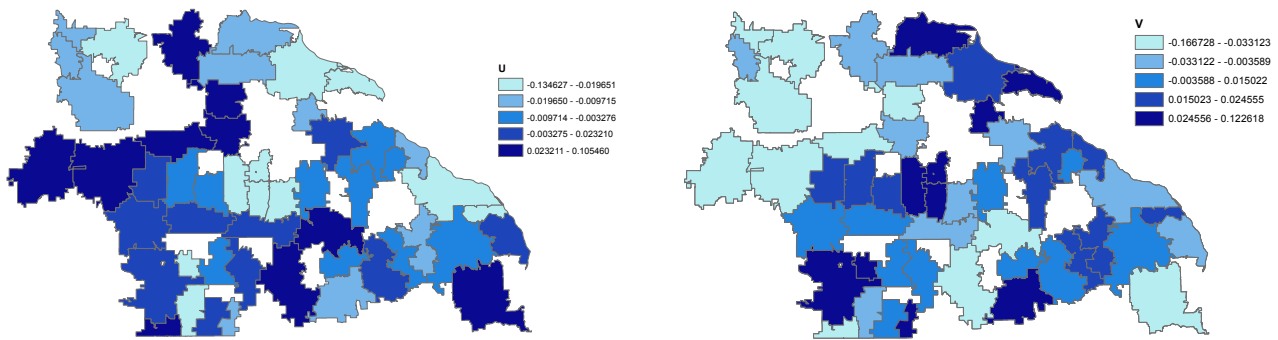 U
-0.134627 - -0.019651
-0.019650 - -0.009715
-0.009714 - -0.003276
-0.003275 - 0.023210
0.023211 - 0.105460
V
-0.166728 - -0.033123
-0.033122 - -0.003589
-0.003588 - 0.015022
0.015023 - 0.024555
0.024556 - 0.122618